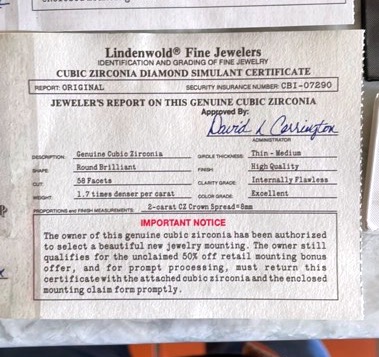 Lindenwold® Fine Jewelers
IDENTIFICATION AND GRADING OF FINE JEWELRY
CUBIC ZIRCONIA DIAMOND SIMULANT CERTIFICATE
REPORT: ORIGINAL SECURITY INSURANCE NUMBER: CBI-07290
JEWELER'S REPORT ON THIS GENUINE CUBIC ZIRCONIA
Approved By:
David L Carrington
ADMINISTRATOR
DESCRIPTION: Genuine Cubic Zirconia GIRDLE THICKNESS: Thin - Medium
SHAPE: Round Brilliant FINISH: High Quality
CUT: 58 Facets CLARITY GRADE: Internally Flawless
WEIGHT: 1.7 times denser per carat COLOR GRADE: Excellent
PROPORTIONS and FINISH MEASUREMENTS: 2-carat CZ Crown Spread=8mm
IMPORTANT NOTICE
The owner of this genuine cubic zirconia has been authorized
to select a beautiful new jewelry mounting. The owner still
qualifies for the unclaimed 50% off retail mounting bonus
offer, and for prompt processing, must return this
certificate with the attached cubic zirconia and the enclosed
mounting claim form promptly.